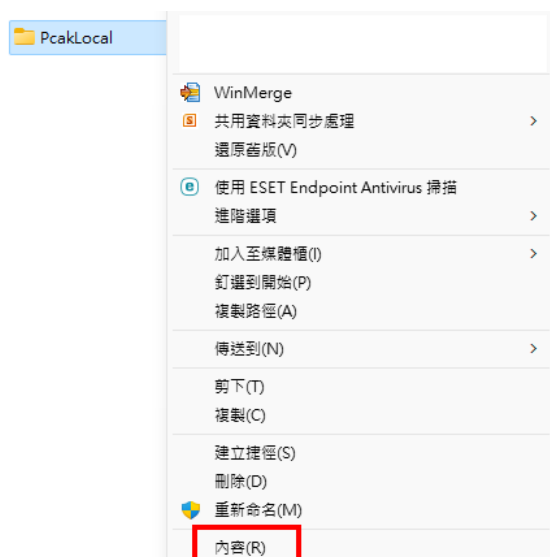 PcakLocal
WinMerge
共用資料夾同步處理
還原舊版(V)
使用 ESET Endpoint Antivirus 掃描
進階選項
加入至媒體櫃(I)
釘選到開始(P)
複製路徑(A)
傳送到(N)
剪下(T)
複製(C)
建立捷徑(S)
刪除(D)
重新命名(M)
內容(R)